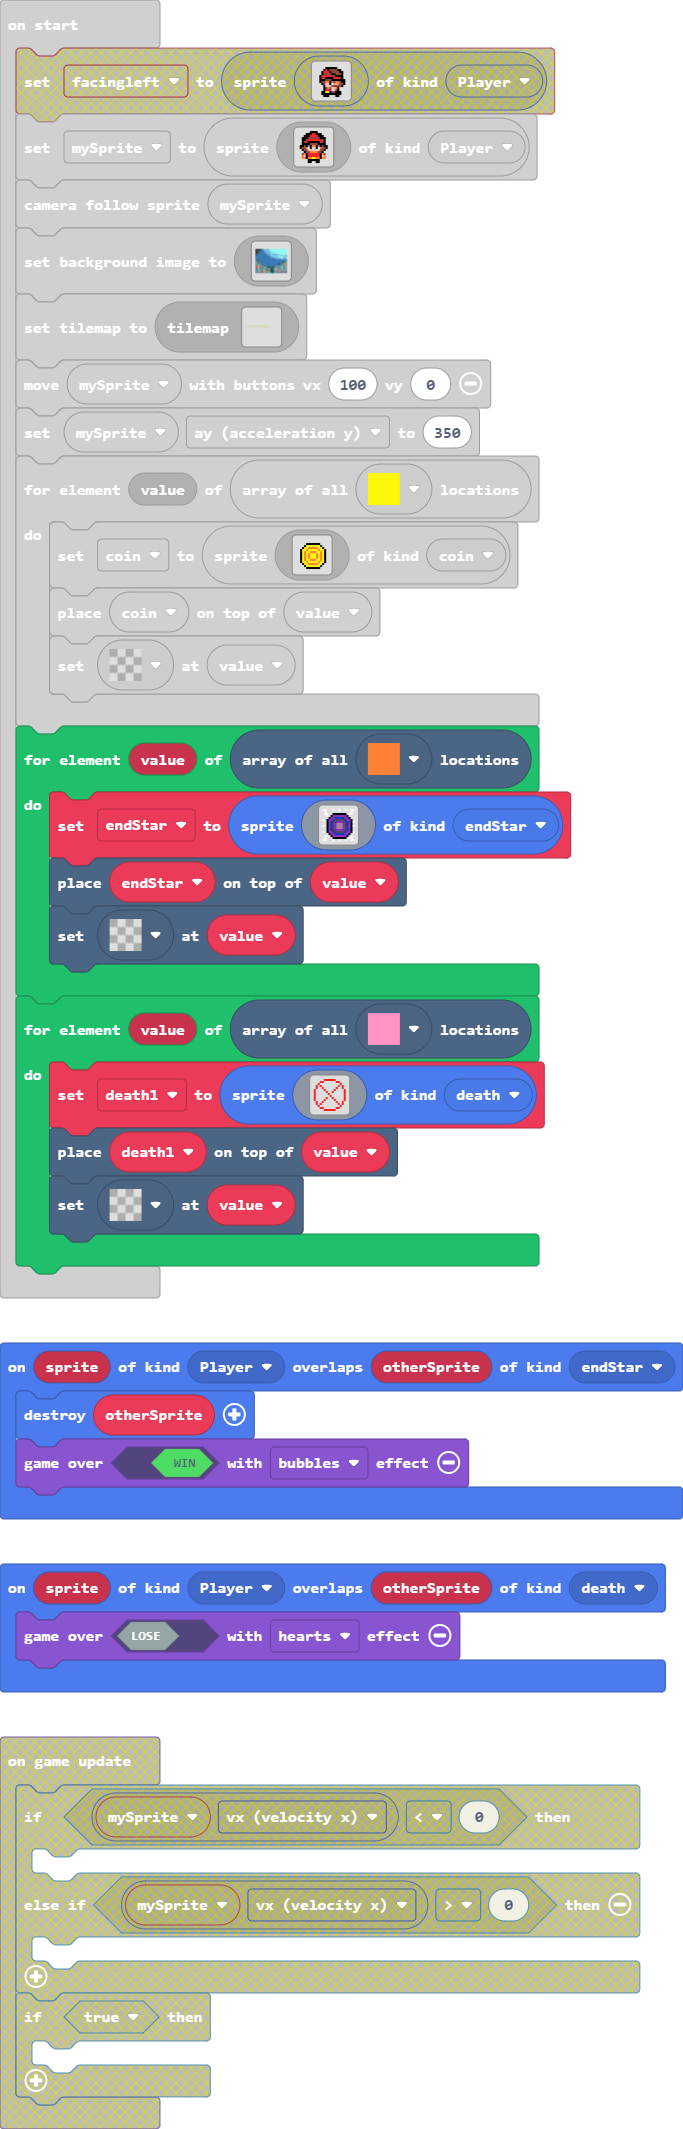 on start
set facingleft to sprite of kind Player
set mySprite to sprite of kind Player
camera follow sprite mySprite
set background image to
set tilemap to tilemap
move mySprite with buttons vx 100 vy 0
set mySprite ay (acceleration y) to 350
for element value of array of all locations
do
set coin to sprite of kind coin
place coin on top of value
set at value
for element value of array of all locations
do
set endStar to sprite of kind endStar
place endStar on top of value
set at value
for element value of array of all locations
do
set death1 to sprite of kind death
place death1 on top of value
set at value
on sprite of kind Player overlaps otherSprite of kind endStar
destroy otherSprite
game over WIN with bubbles effect
on sprite of kind Player overlaps otherSprite of kind death
game over LOSE with hearts effect
on game update
if mySprite vx (velocity x) < 0 then
else if mySprite vx (velocity x) > 0 then
if true then